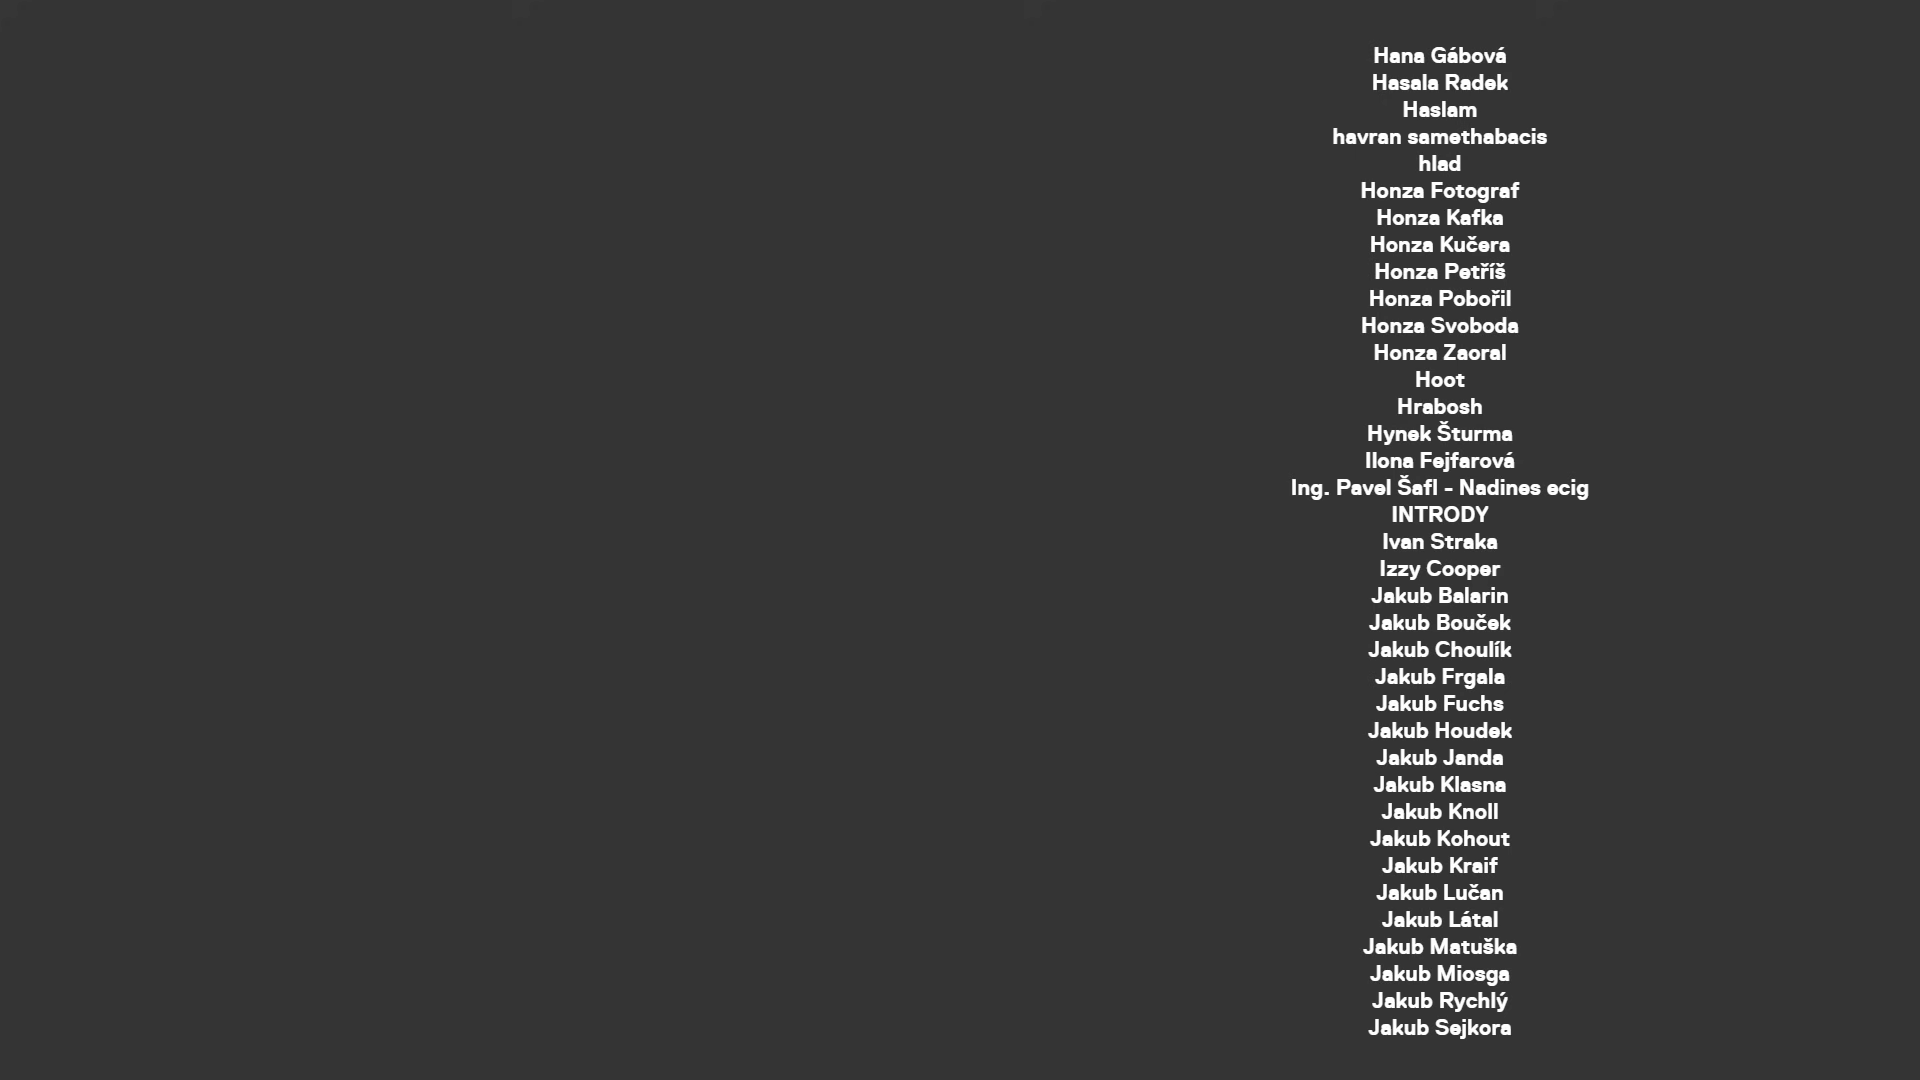 Hana Gábová
Hasala Radek
Haslam
havran samethabacis
hlad
Honza Fotograf
Honza Kafka
Honza Kučera
Honza Petříš
Honza Pobořil
Honza Svoboda
Honza Zaoral
Hoot
Hrabosh
Hynek Šturma
Ilona Fejfarová
Ing. Pavel Šafl - Nadines ecig
INTRODY
Ivan Straka
Izzy Cooper
Jakub Balarin
Jakub Bouček
Jakub Choulík
Jakub Frgala
Jakub Fuchs
Jakub Houdek
Jakub Janda
Jakub Klasna
Jakub Knoll
Jakub Kohout
Jakub Kraif
Jakub Lučan
Jakub Látal
Jakub Matuška
Jakub Miosga
Jakub Rychlý
Jakub Sejkora